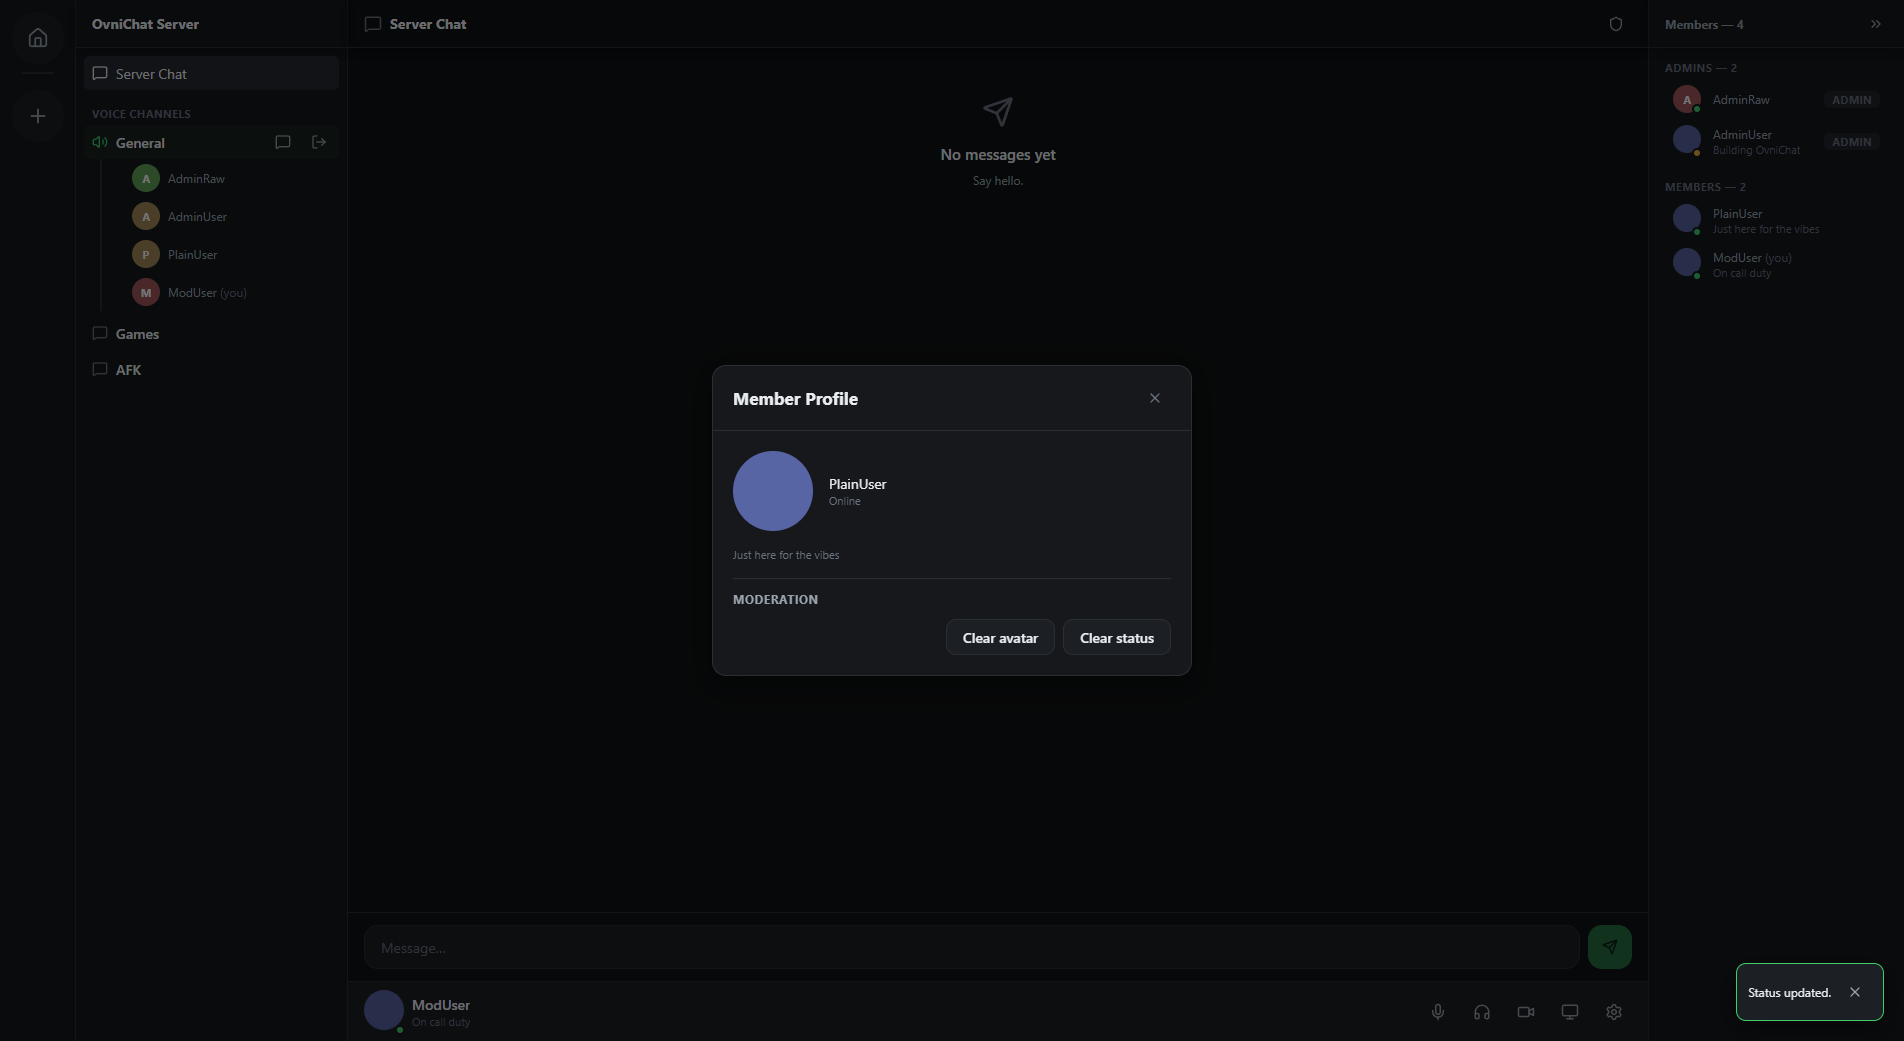 OvniChat Server
Server Chat
VOICE CHANNELS
General
A AdminRaw
A AdminUser
P PlainUser
M ModUser (you)
Games
AFK
Server Chat
No messages yet
Say hello.
Member Profile
PlainUser
Online
Just here for the vibes
MODERATION
Clear avatar Clear status
Message...
ModUser
On call duty
Members — 4
ADMINS — 2
A AdminRaw ADMIN
AdminUser ADMIN
Building OvniChat
MEMBERS — 2
PlainUser
Just here for the vibes
ModUser (you)
On call duty
Status updated.